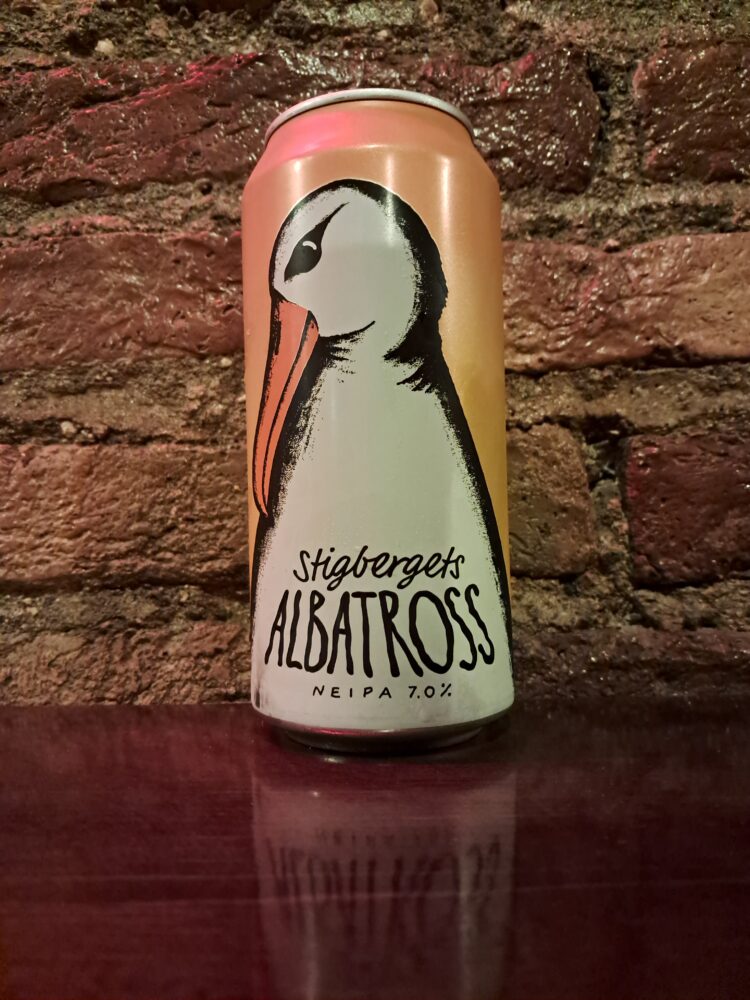 Stigbergets
ALBATROSS
NEIPA 7.0%